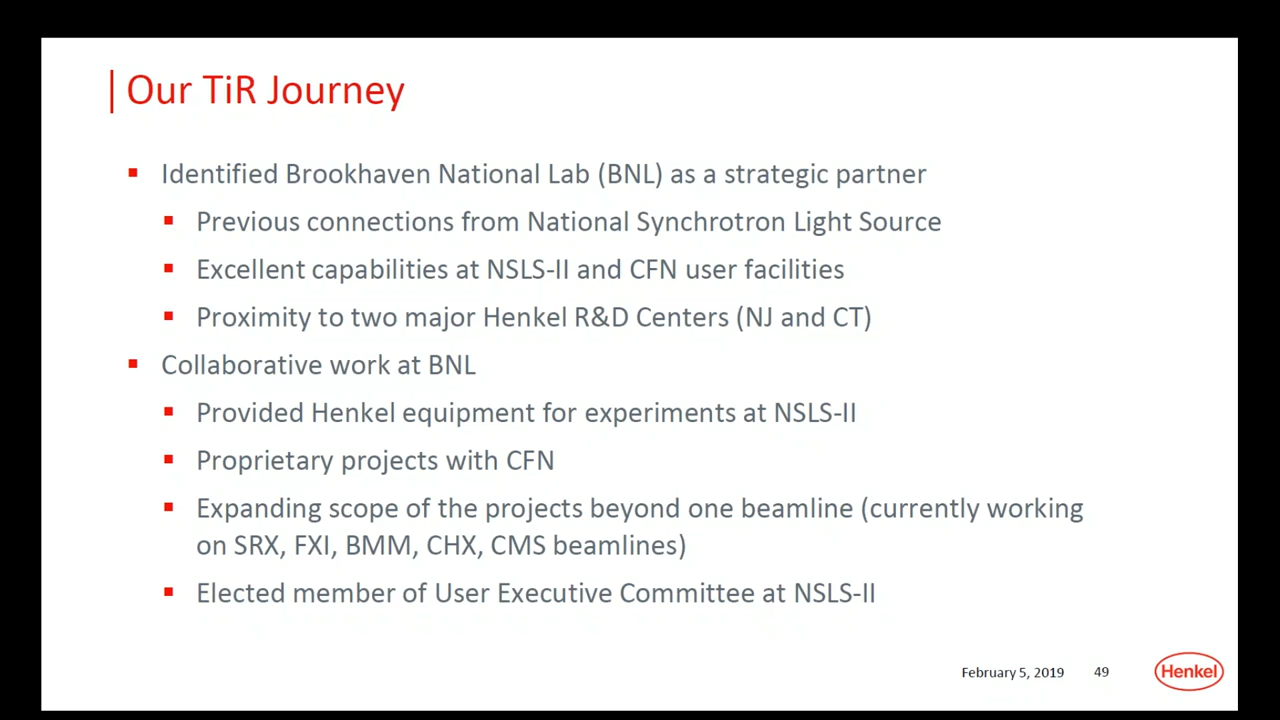 Our TiR Journey
Identified Brookhaven National Lab (BNL) as a strategic partner
Previous connections from National Synchrotron Light Source
Excellent capabilities at NSLS-II and CFN user facilities
Proximity to two major Henkel R&D Centers (NJ and CT)
Collaborative work at BNL
Provided Henkel equipment for experiments at NSLS-II
Proprietary projects with CFN
Expanding scope of the projects beyond one beamline (currently working
on SRX, FXI, BMM, CHX, CMS beamlines)
Elected member of User Executive Committee at NSLS-II
February 5, 2019 49 Henkel